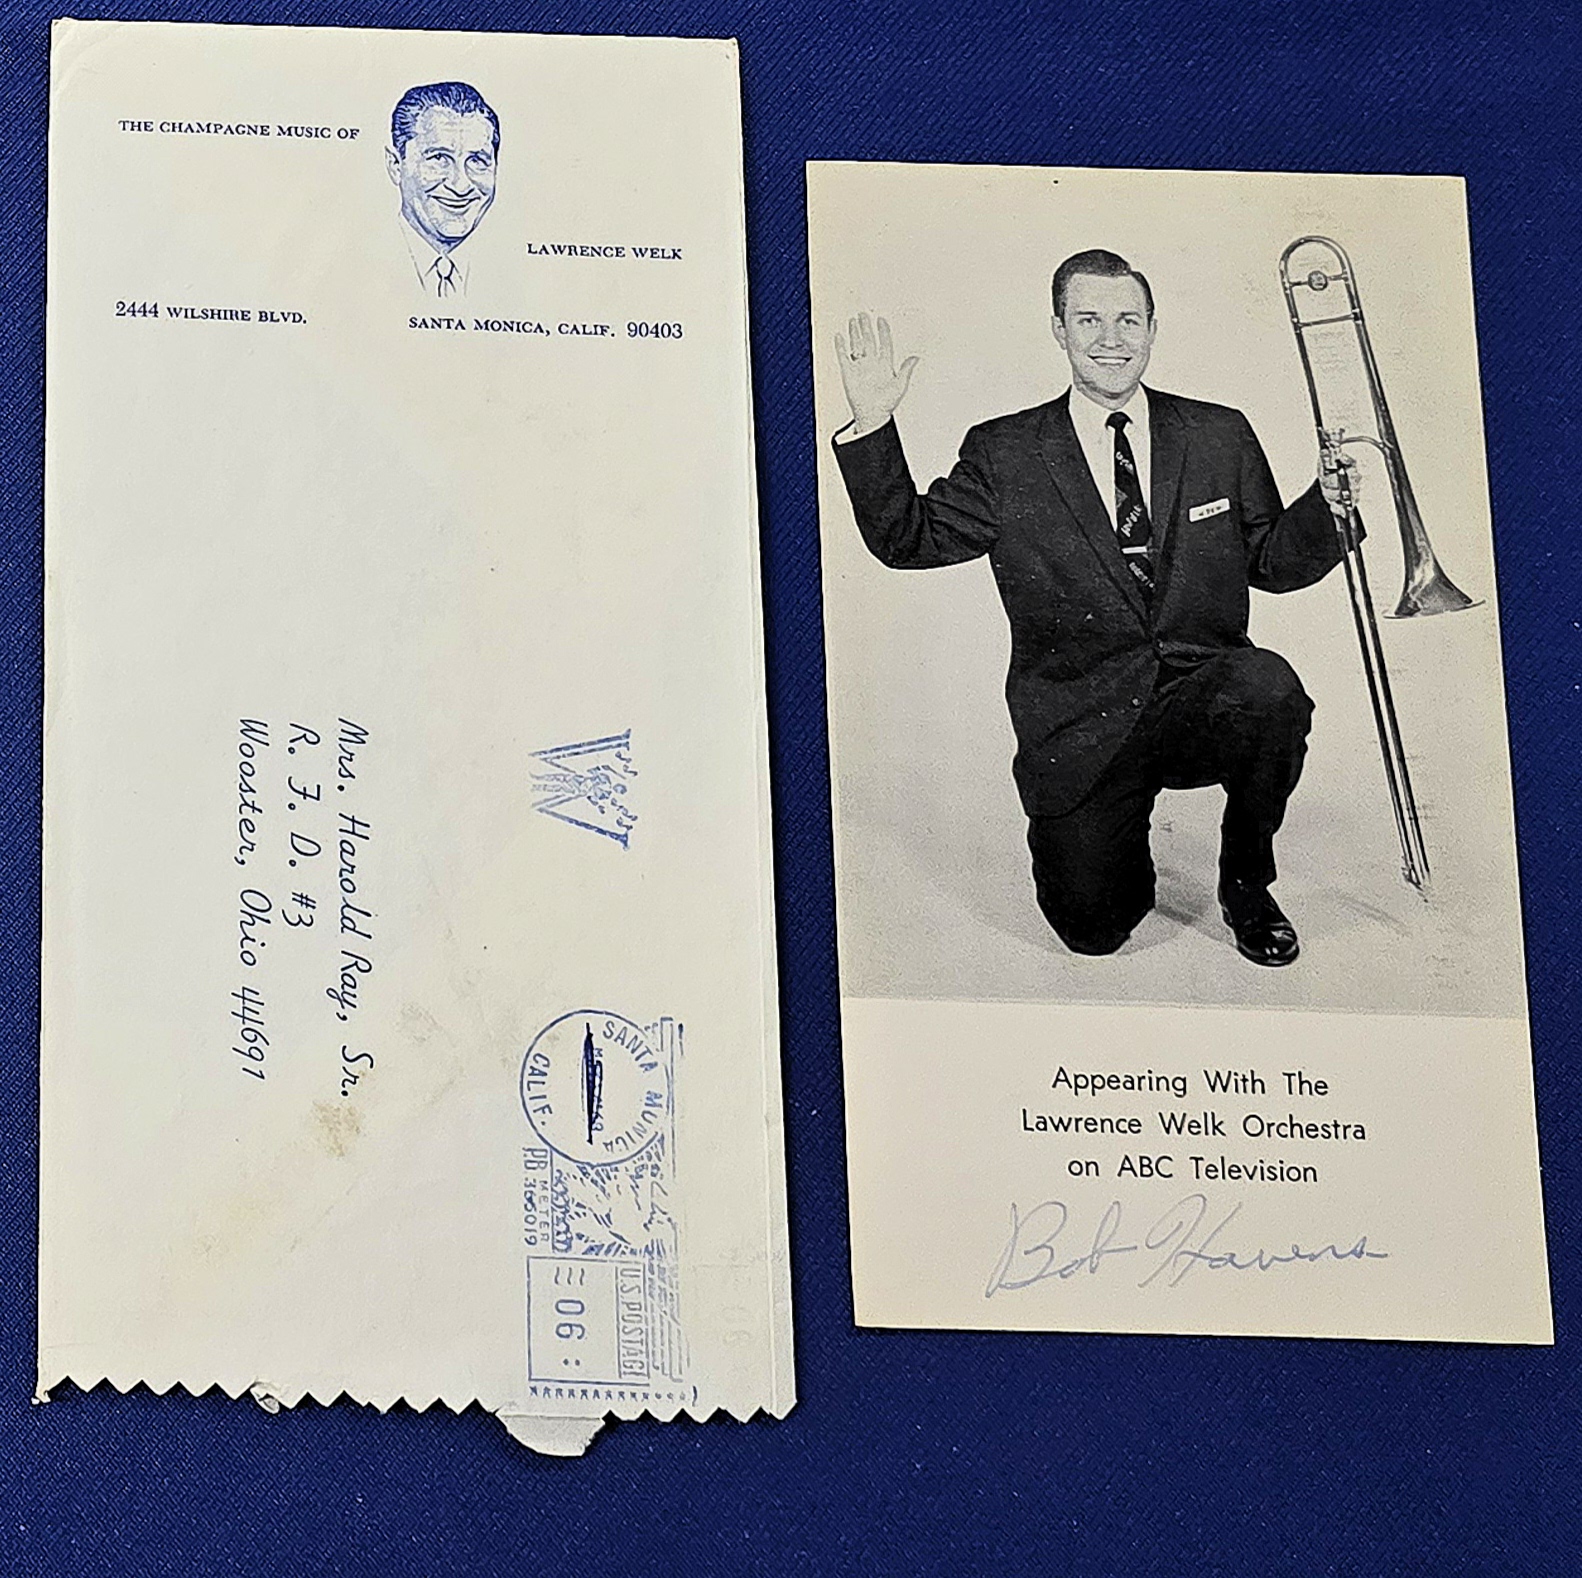 THE CHAMPAGNE MUSIC OF
LAWRENCE WELK
2444 WILSHIRE BLVD.
SANTA MONICA, CALIF. 90403
Mrs. Harold Ray, Sr.
R. F. D. #3
Wooster, Ohio 44691
SANTA MONICA
CALIF.
PB METER
365019
U.S. POSTAGE
06
Appearing With The
Lawrence Welk Orchestra
on ABC Television
Bob Havens